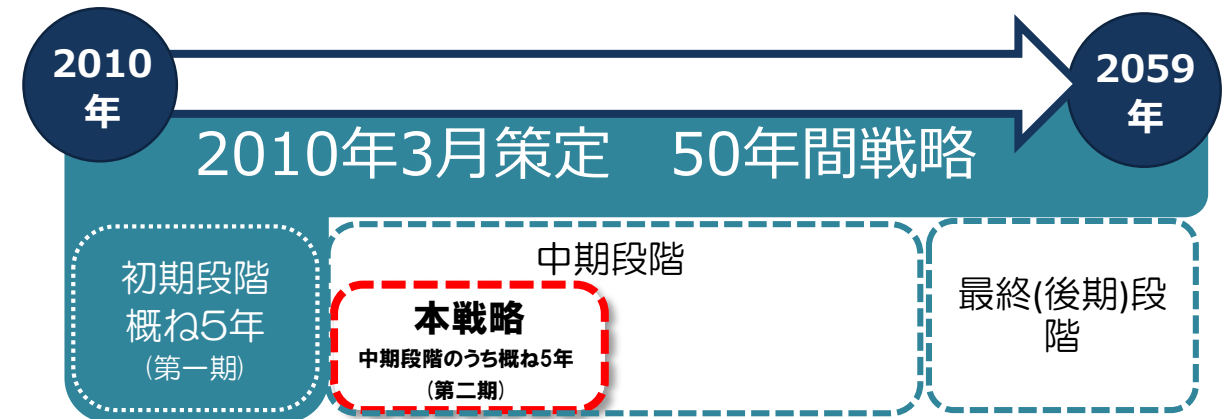 2010
年
2059
年
2010年3月策定　50年間戦略
初期段階
概ね5年
(第一期)
中期段階
本戦略
中期段階のうち概ね5年
(第二期)
最終(後期)段
階